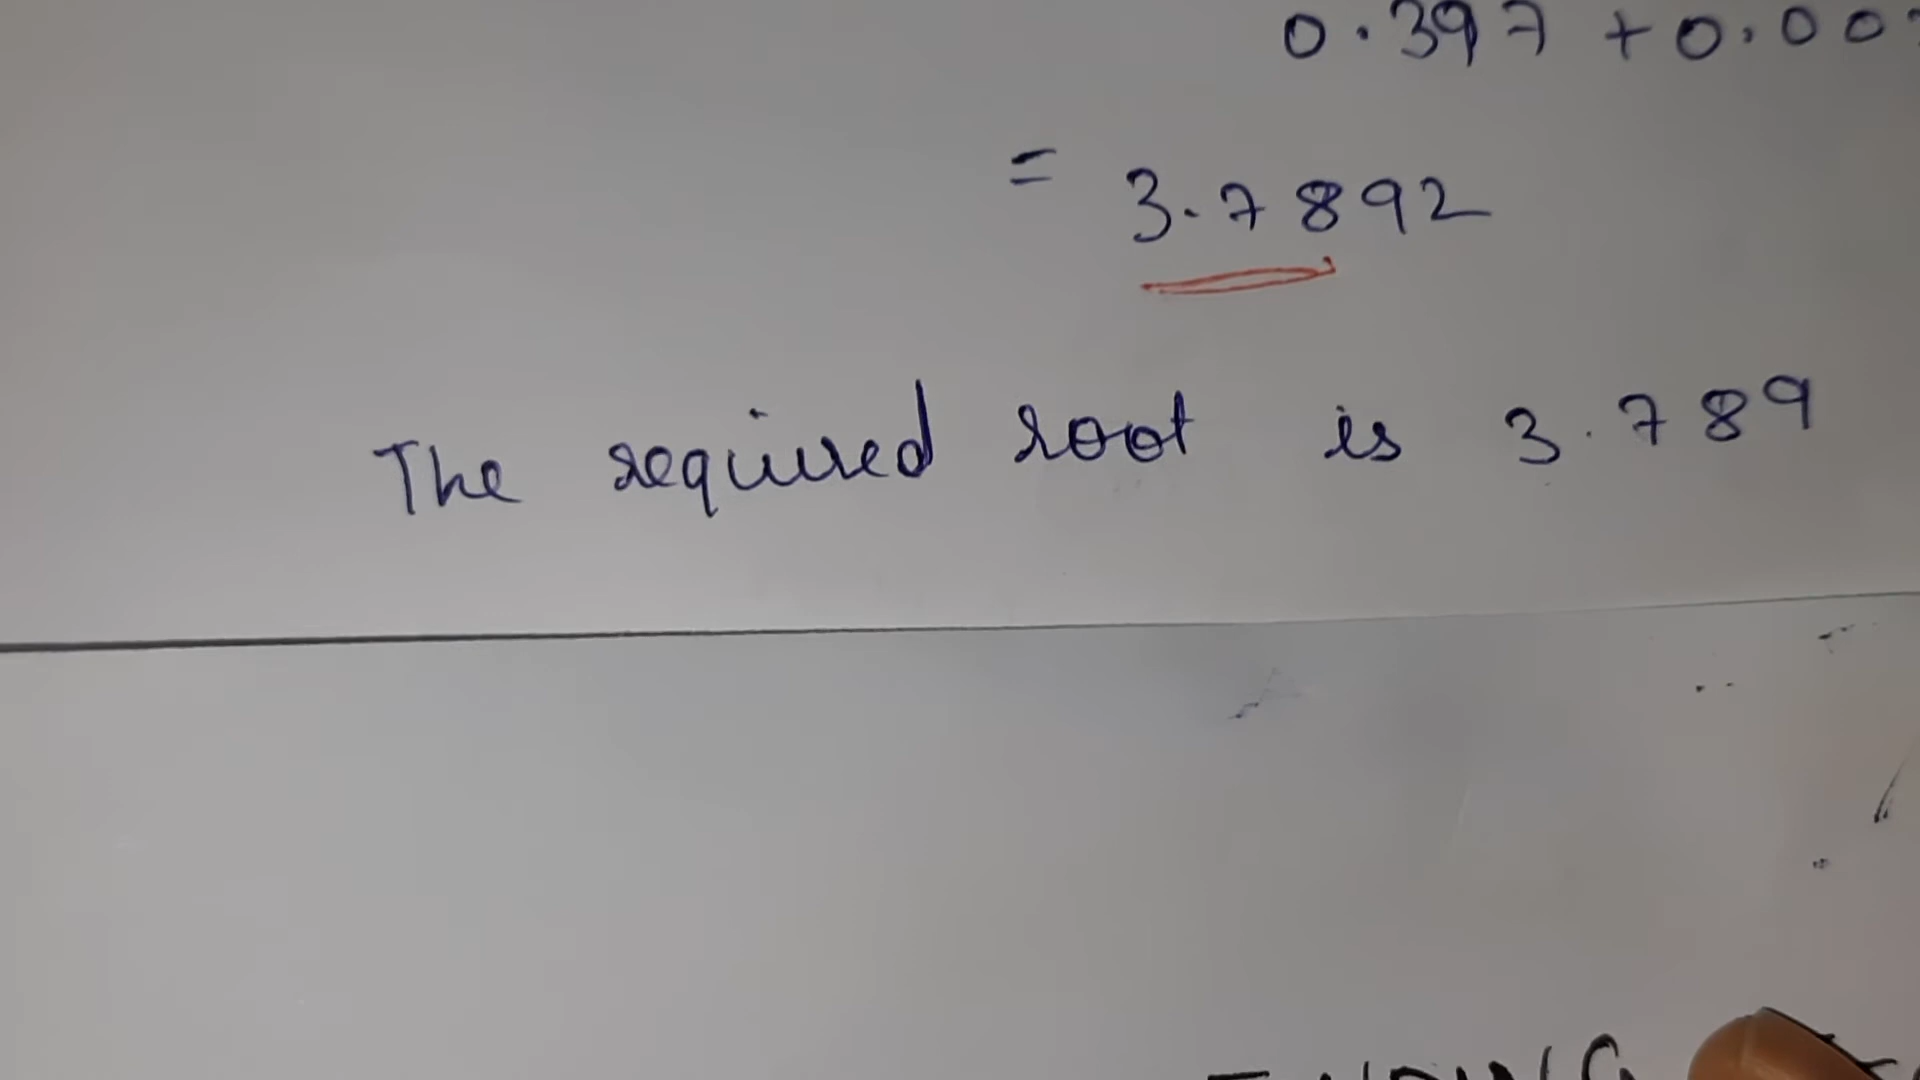 0.397 + 0.00
= 3.7892
The required root is 3.789